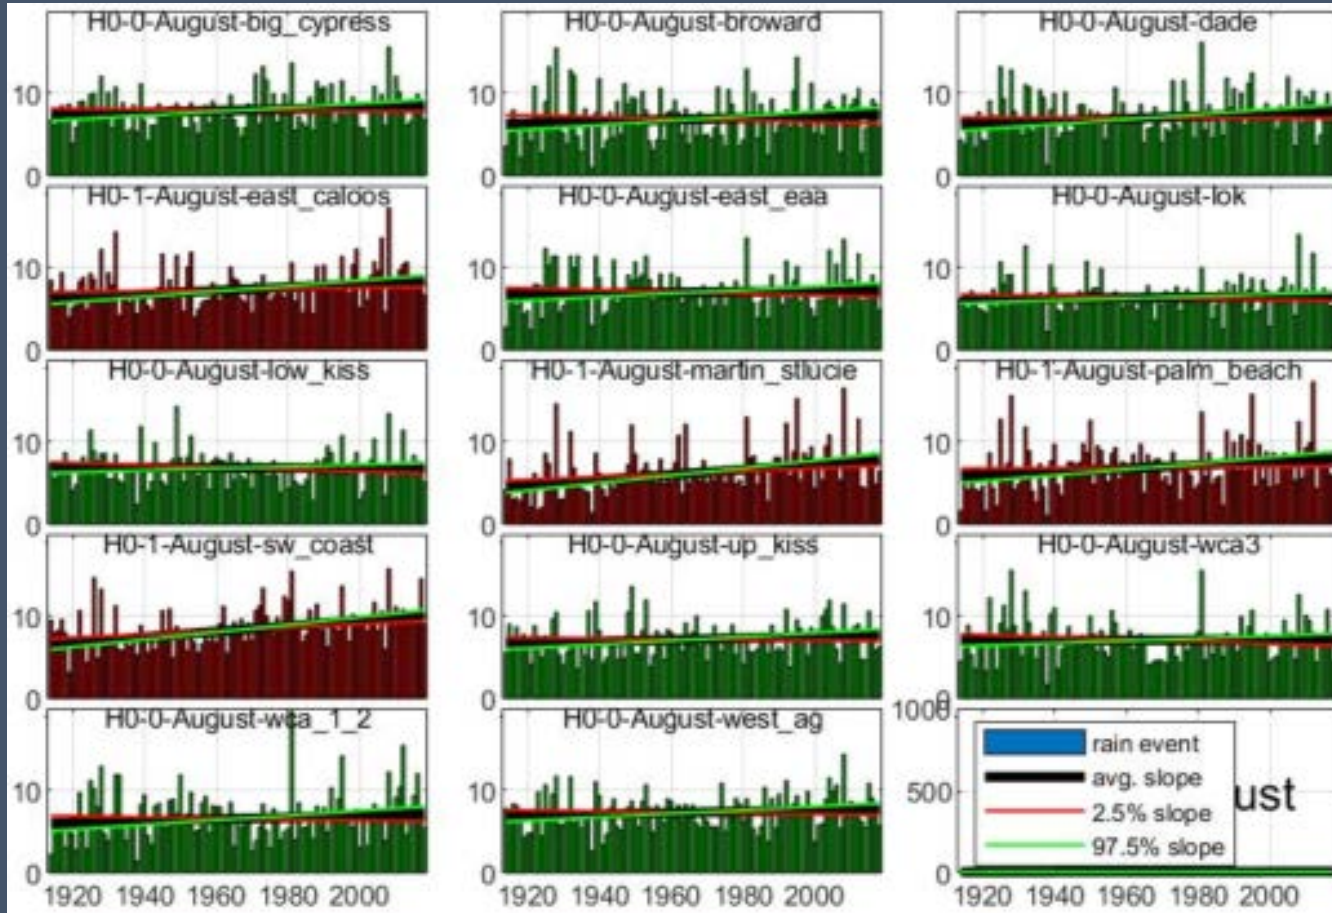 H0-0-August-big_cypress
H0-0-August-broward
H0-0-August-dade
10
0
10
0
10
0
H0-1-August-east_caloos
H0-0-August-east_eaa
H0-0-August-lok
10
0
10
0
10
0
H0-0-August-low_kiss
H0-1-August-martin_stlucie
H0-1-August-palm_beach
10
0
10
0
10
0
H0-1-August-sw_coast
H0-0-August-up_kiss
H0-0-August-wca3
10
0
10
0
10
0
H0-0-August-wca_1_2
H0-0-August-west_ag
10
0
10
0
1000
500
0
rain event
avg. slope
2.5% slope
97.5% slope
ust
1920 1940 1960 1980 2000
1920 1940 1960 1980 2000
1920 1940 1960 1980 2000